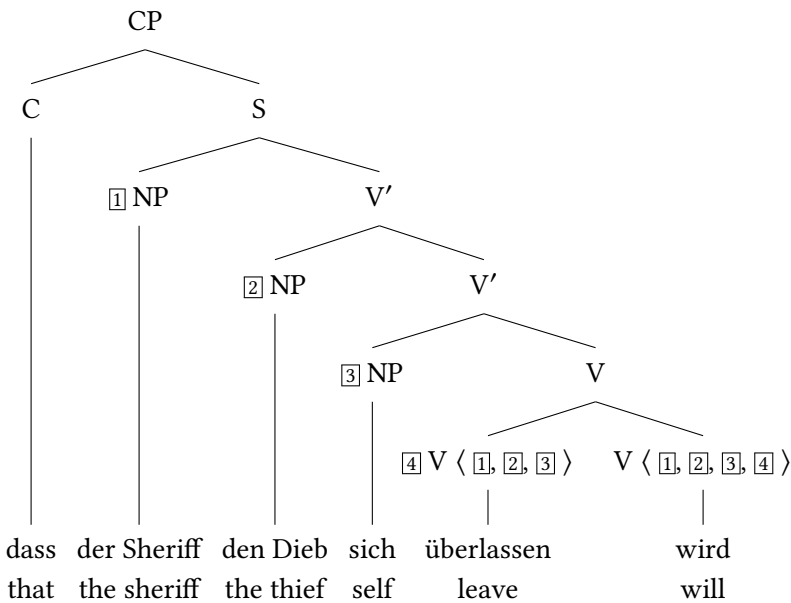 CP
C S
1 NP V′
2 NP V′
3 NP V
4 V ⟨ 1, 2, 3 ⟩ V ⟨ 1, 2, 3, 4 ⟩
dass der Sheriff den Dieb sich überlassen wird
that the sheriff the thief self leave will